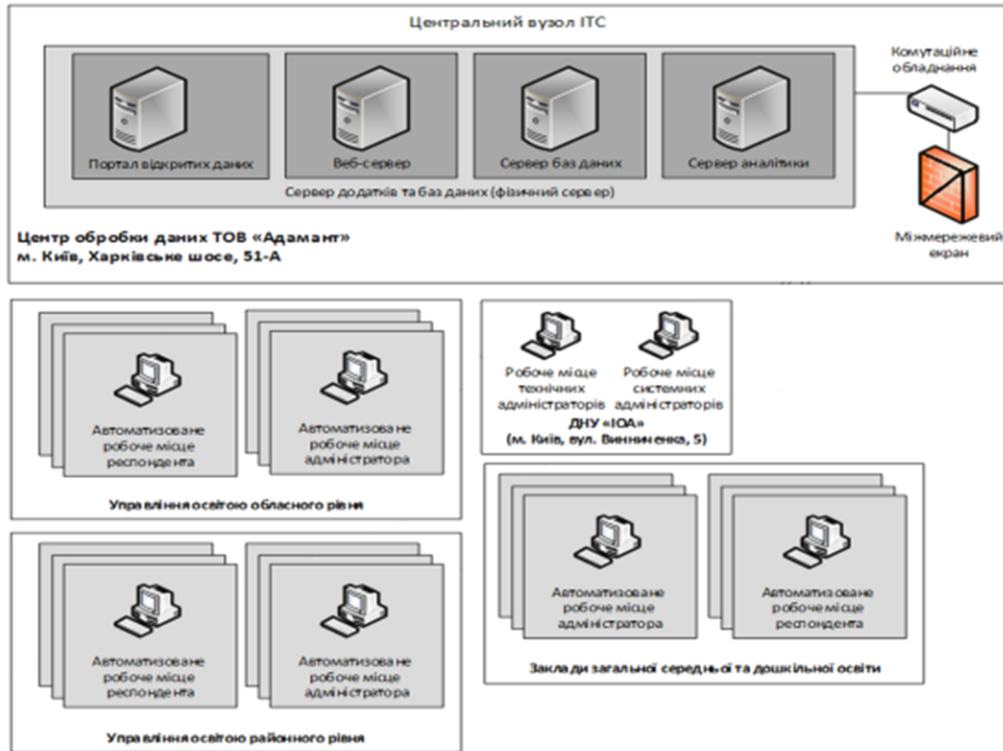 Центральний вузол ІТС
Комутаційне
обладнання
Портал відкритих даних
Веб-сервер
Сервер баз даних
Сервер аналітики
Сервер додатків та баз даних (фізичний сервер)
Міжмережевий
екран
Центр обробки даних ТОВ «Адамант»
м. Київ, Харківське шосе, 51-А
Автоматизоване
робоче місце
респондента
Автоматизоване
робоче місце
адміністратора
Управління освітою обласного рівня
Робоче місце
технічних
адміністраторів
Робоче місце
системних
адміністраторів
ДНУ «ІОА»
(м. Київ, вул. Винниченка, 5)
Автоматизоване
робоче місце
респондента
Автоматизоване
робоче місце
адміністратора
Управління освітою районного рівня
Автоматизоване
робоче місце
адміністратора
Автоматизоване
робоче місце
респондента
Заклади загальної середньої та дошкільної освіти